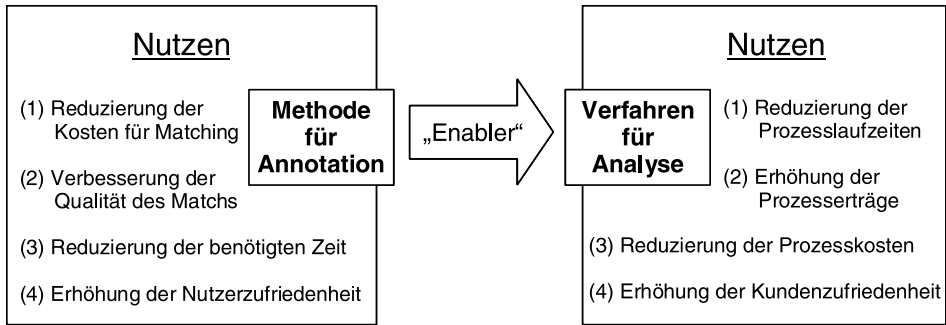 Nutzen
(1) Reduzierung der
Kosten für Matching
(2) Verbesserung der
Qualität des Matchs
(3) Reduzierung der benötigten Zeit
(4) Erhöhung der Nutzerzufriedenheit
Methode
für
Annotation
„Enabler“
Verfahren
für
Analyse
Nutzen
(1) Reduzierung der
Prozesslaufzeiten
(2) Erhöhung der
Prozesserträge
(3) Reduzierung der Prozesskosten
(4) Erhöhung der Kundenzufriedenheit